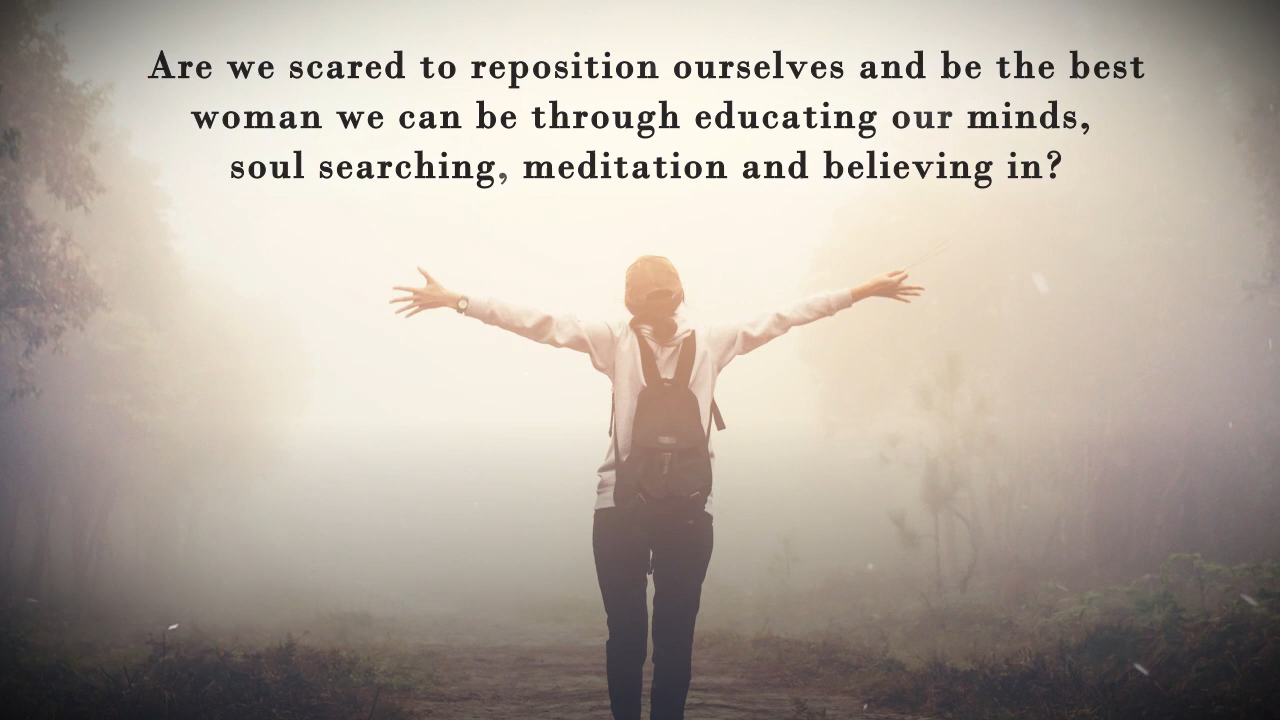 Are we scared to reposition ourselves and be the best
woman we can be through educating our minds,
soul searching, meditation and believing in?